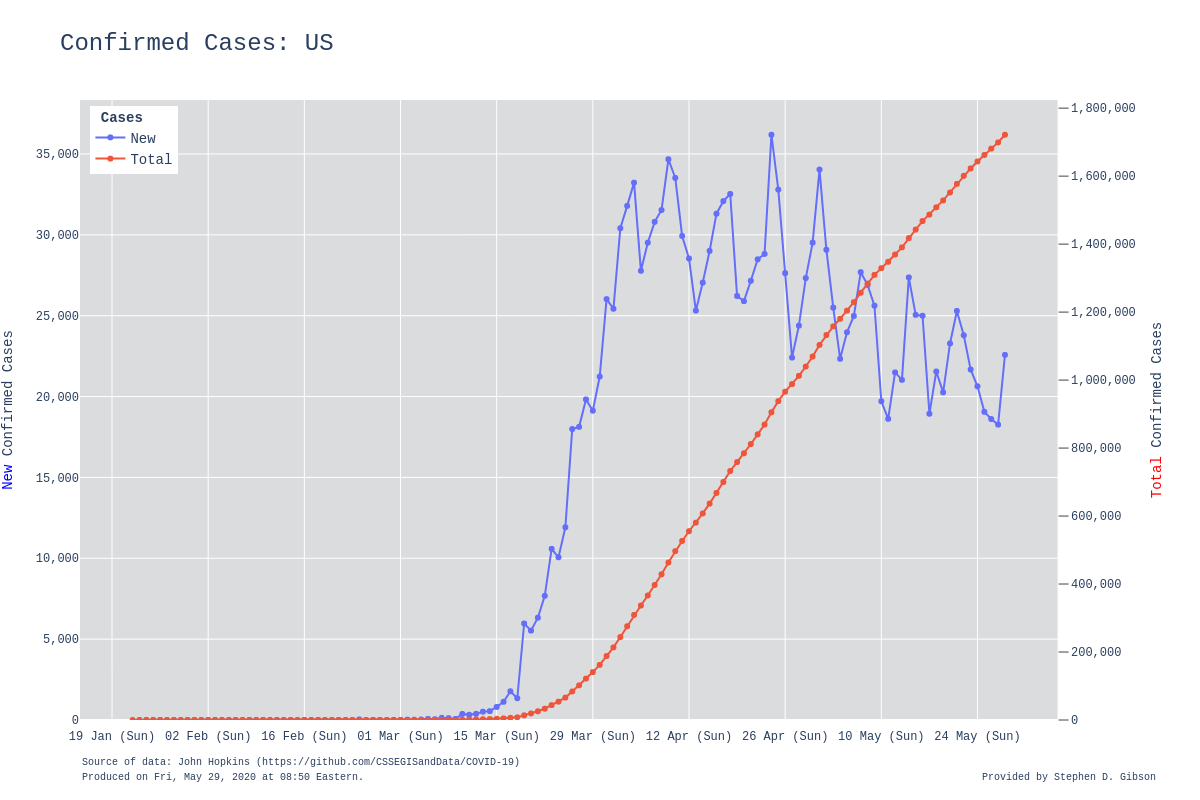 Confirmed Cases: US
Cases
New
Total
35,000
30,000
25,000
20,000
15,000
10,000
5,000
0
New Confirmed Cases
1,800,000
1,600,000
1,400,000
1,200,000
1,000,000
800,000
600,000
400,000
200,000
0
Total Confirmed Cases
19 Jan (Sun) 02 Feb (Sun) 16 Feb (Sun) 01 Mar (Sun) 15 Mar (Sun) 29 Mar (Sun) 12 Apr (Sun) 26 Apr (Sun) 10 May (Sun) 24 May (Sun)
Source of data: John Hopkins (https://github.com/CSSEGISandData/COVID-19)
Produced on Fri, May 29, 2020 at 08:50 Eastern.
Provided by Stephen D. Gibson